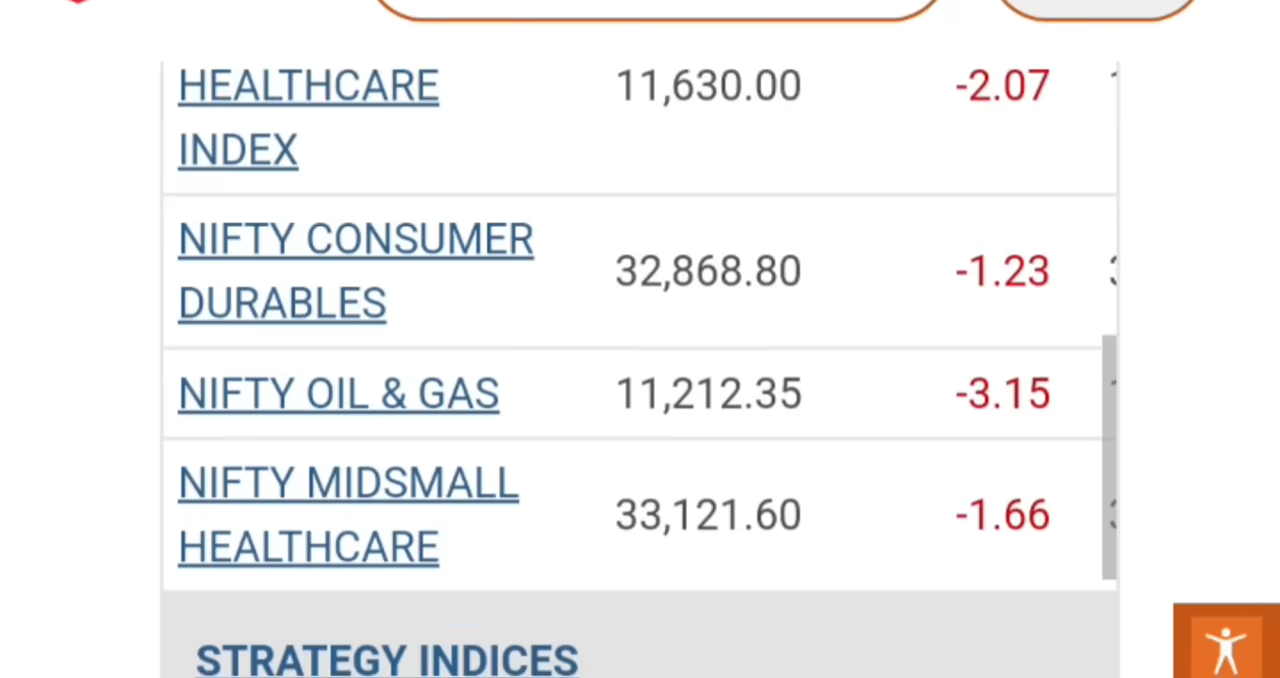 HEALTHCARE 11,630.00 -2.07
INDEX
NIFTY CONSUMER
DURABLES 32,868.80 -1.23
NIFTY OIL & GAS 11,212.35 -3.15
NIFTY MIDSMALL
HEALTHCARE 33,121.60 -1.66
STRATEGY INDICES